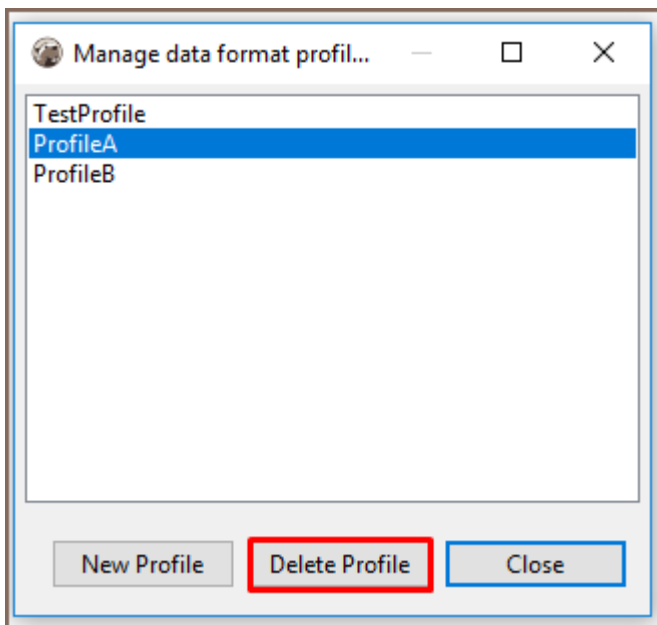 Manage data format profil...
TestProfile
ProfileA
ProfileB
New Profile Delete Profile Close